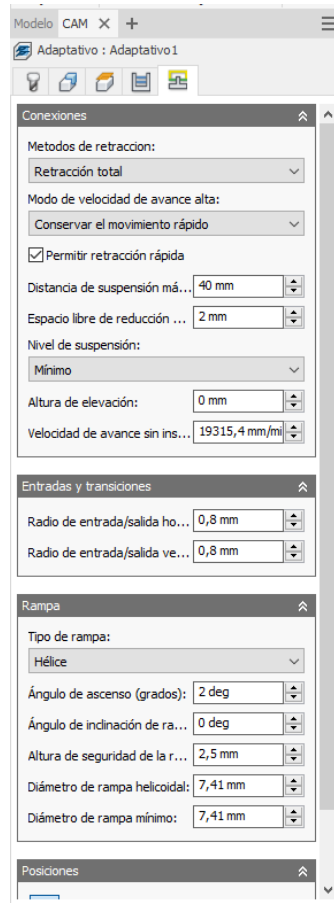 Modelo CAM × +
Adaptativo : Adaptativo1
Conexiones
Metodos de retraccion:
Retracción total
Modo de velocidad de avance alta:
Conservar el movimiento rápido
Permitir retracción rápida
Distancia de suspensión má... 40 mm
Espacio libre de reducción ... 2 mm
Nivel de suspensión:
Mínimo
Altura de elevación: 0 mm
Velocidad de avance sin ins... 19315,4 mm/mi
Entradas y transiciones
Radio de entrada/salida ho... 0,8 mm
Radio de entrada/salida ve... 0,8 mm
Rampa
Tipo de rampa:
Hélice
Ángulo de ascenso (grados): 2 deg
Ángulo de inclinación de ra... 0 deg
Altura de seguridad de la r... 2,5 mm
Diámetro de rampa helicoidal: 7,41 mm
Diámetro de rampa mínimo: 7,41 mm
Posiciones